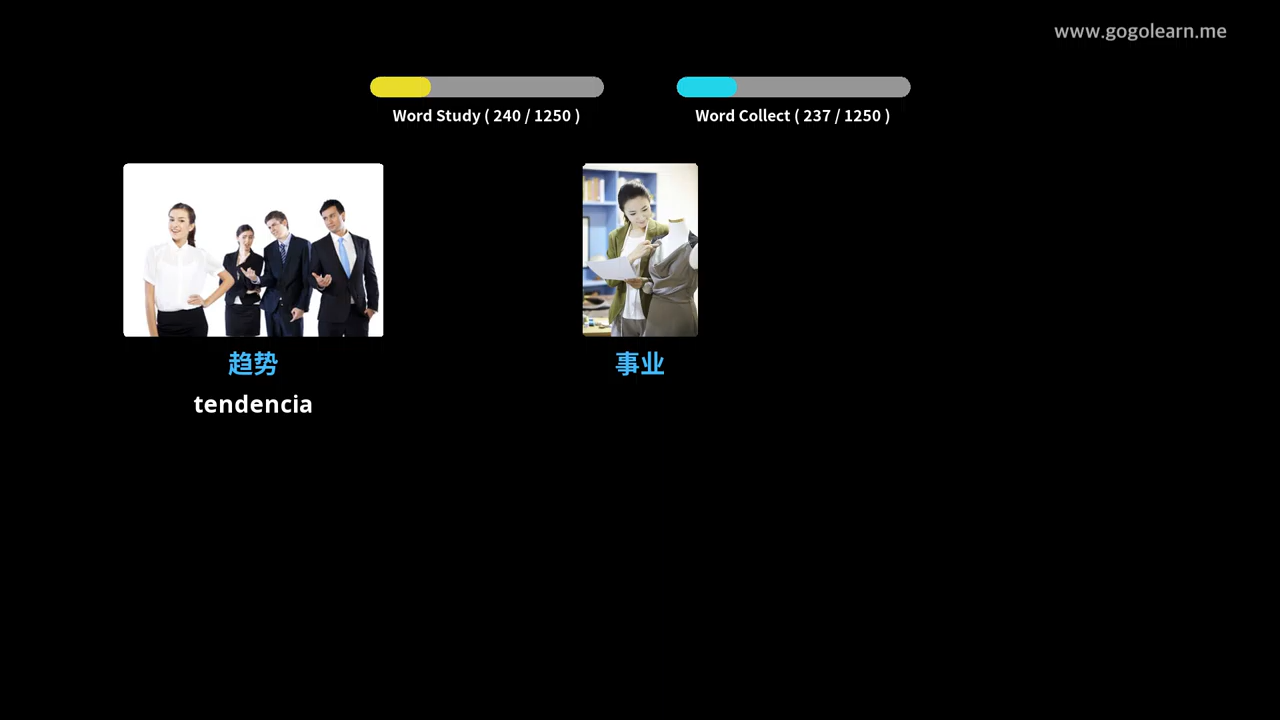 www.gogolearn.me
Word Study ( 240 / 1250 )
Word Collect ( 237 / 1250 )
趋势
tendencia
事业